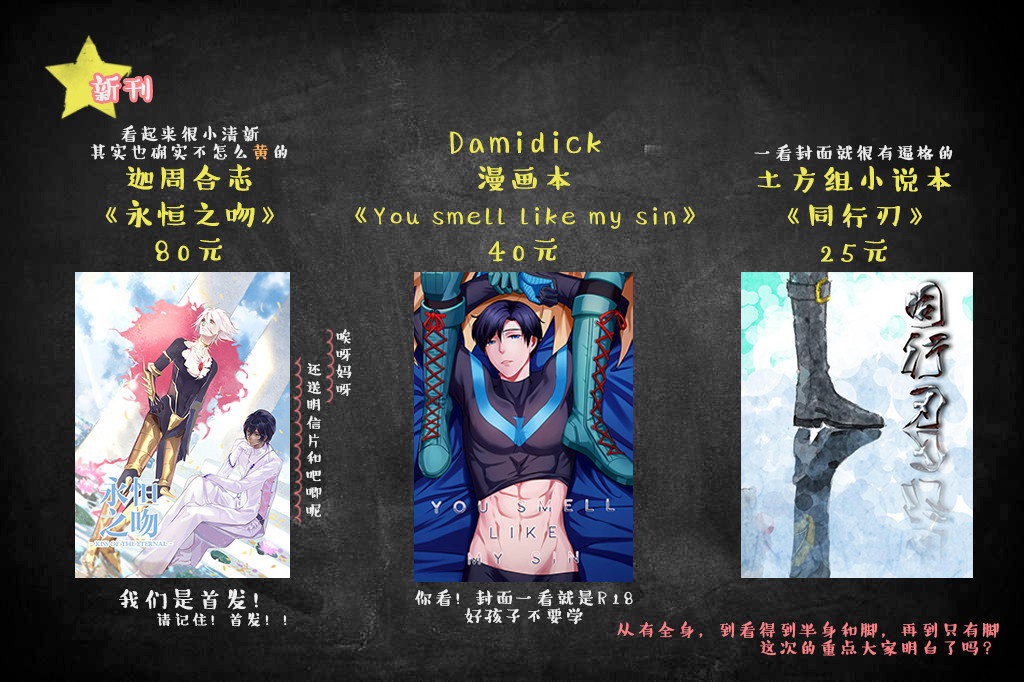 新刊
看起来很小清新
其实也确实不怎么黄的
迦周合志
《永恒之吻》
80元
永恒
之吻
KISS OF THE ETERNAL
唉呀妈呀
还送明信片和吧唧呢
我们是首发!
请记住!首发!!
Damidick
漫画本
《You smell like my sin》
40元
YOU SMELL
LIKE
MY SIN
你看!封面一看就是R18
好孩子不要学
一看封面就很有逼格的
土方组小说本
《同行刃》
25元
同行刃
从有全身,到看得到半身和脚,再到只有脚
这次的重点大家明白了吗?